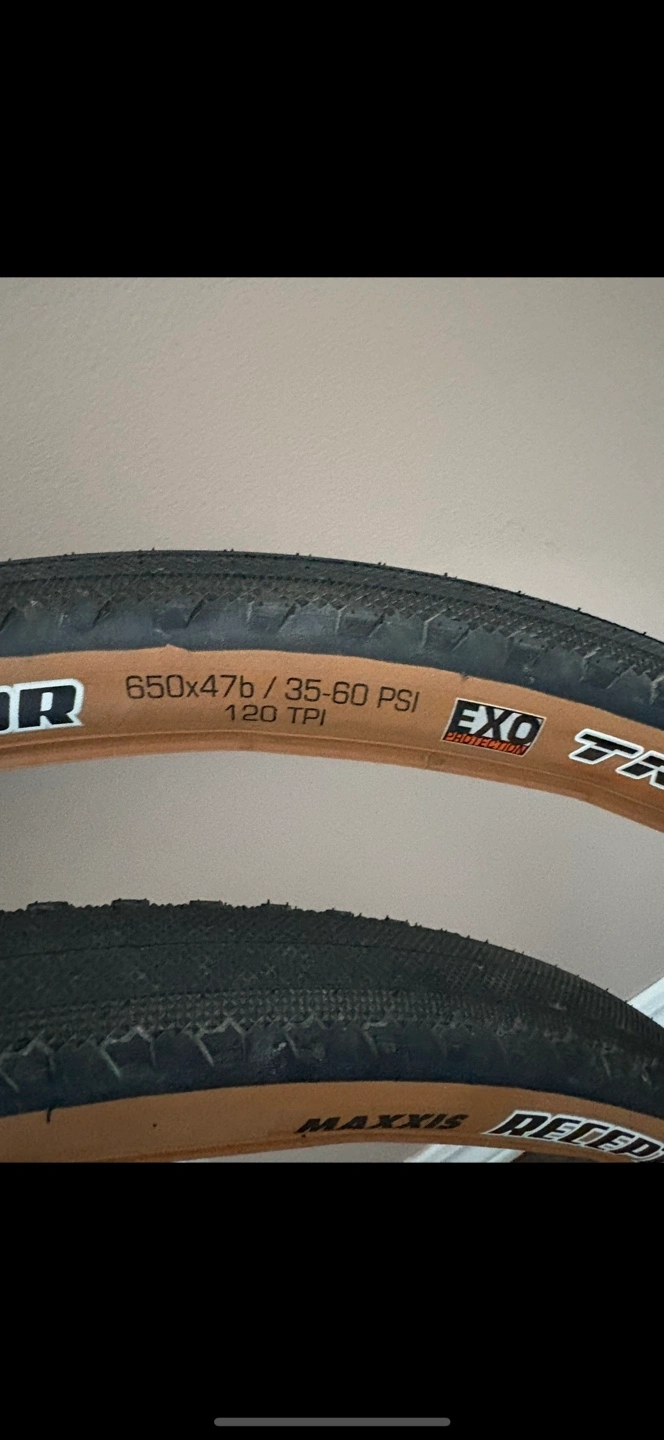 650x47b / 35-60 PSI
120 TPI
EXO
PROTECTION
MAXXIS